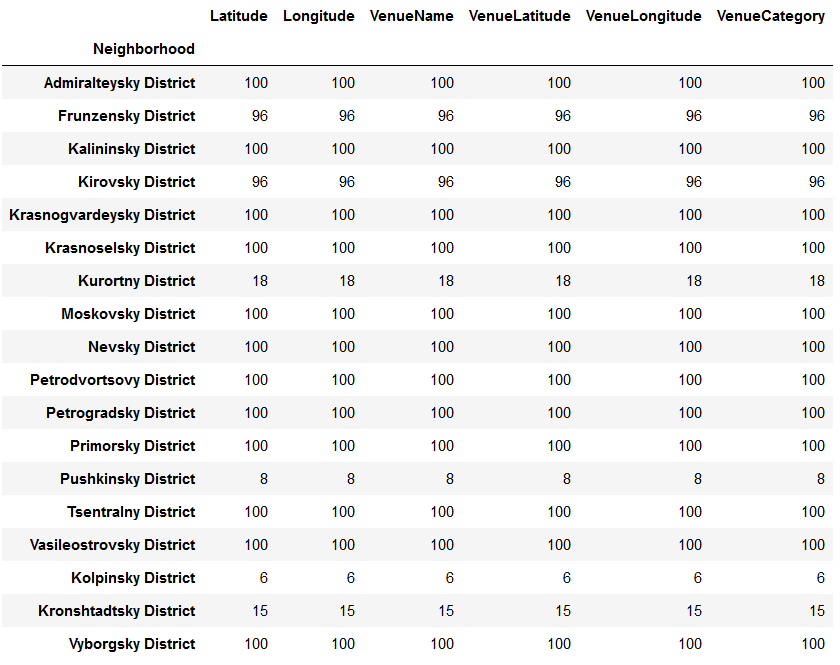 Latitude Longitude VenueName VenueLatitude VenueLongitude VenueCategory
Neighborhood
Admiralteysky District 100 100 100 100 100 100
Frunzensky District 96 96 96 96 96 96
Kalininsky District 100 100 100 100 100 100
Kirovsky District 96 96 96 96 96 96
Krasnogvardeysky District 100 100 100 100 100 100
Krasnoselsky District 100 100 100 100 100 100
Kurortny District 18 18 18 18 18 18
Moskovsky District 100 100 100 100 100 100
Nevsky District 100 100 100 100 100 100
Petrodvortsovy District 100 100 100 100 100 100
Petrogradsky District 100 100 100 100 100 100
Primorsky District 100 100 100 100 100 100
Pushkinsky District 8 8 8 8 8 8
Tsentralny District 100 100 100 100 100 100
Vasileostrovsky District 100 100 100 100 100 100
Kolpinsky District 6 6 6 6 6 6
Kronshtadtsky District 15 15 15 15 15 15
Vyborgsky District 100 100 100 100 100 100